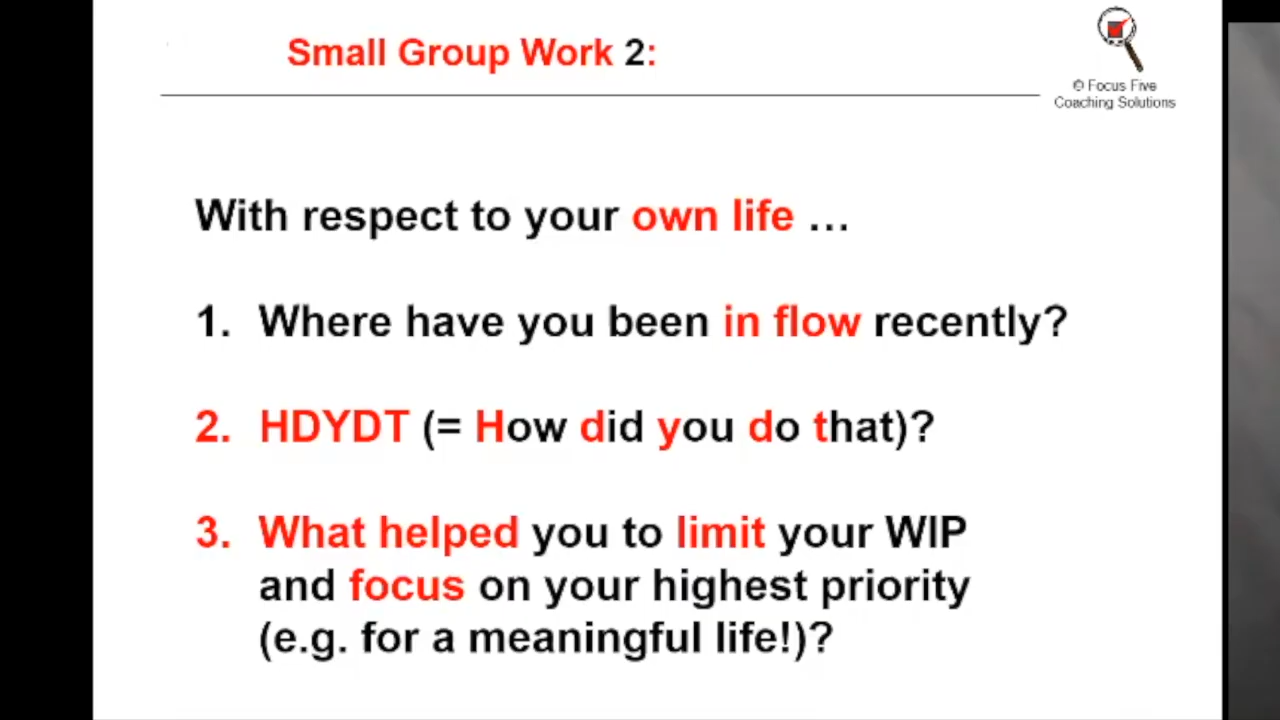 Small Group Work 2:
© Focus Five
Coaching Solutions
With respect to your own life …
1. Where have you been in flow recently?
2. HDYDT (= How did you do that)?
3. What helped you to limit your WIP
and focus on your highest priority
(e.g. for a meaningful life!)?